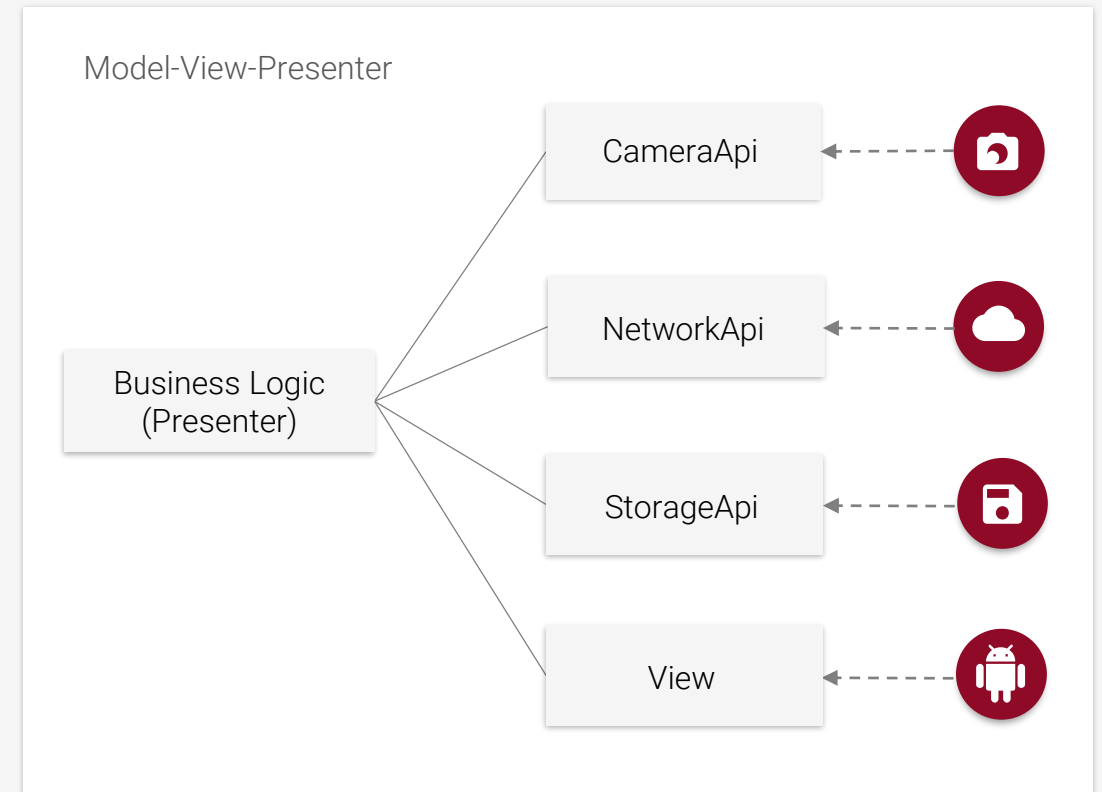 Model-View-Presenter
CameraApi
NetworkApi
Business Logic
(Presenter)
StorageApi
View